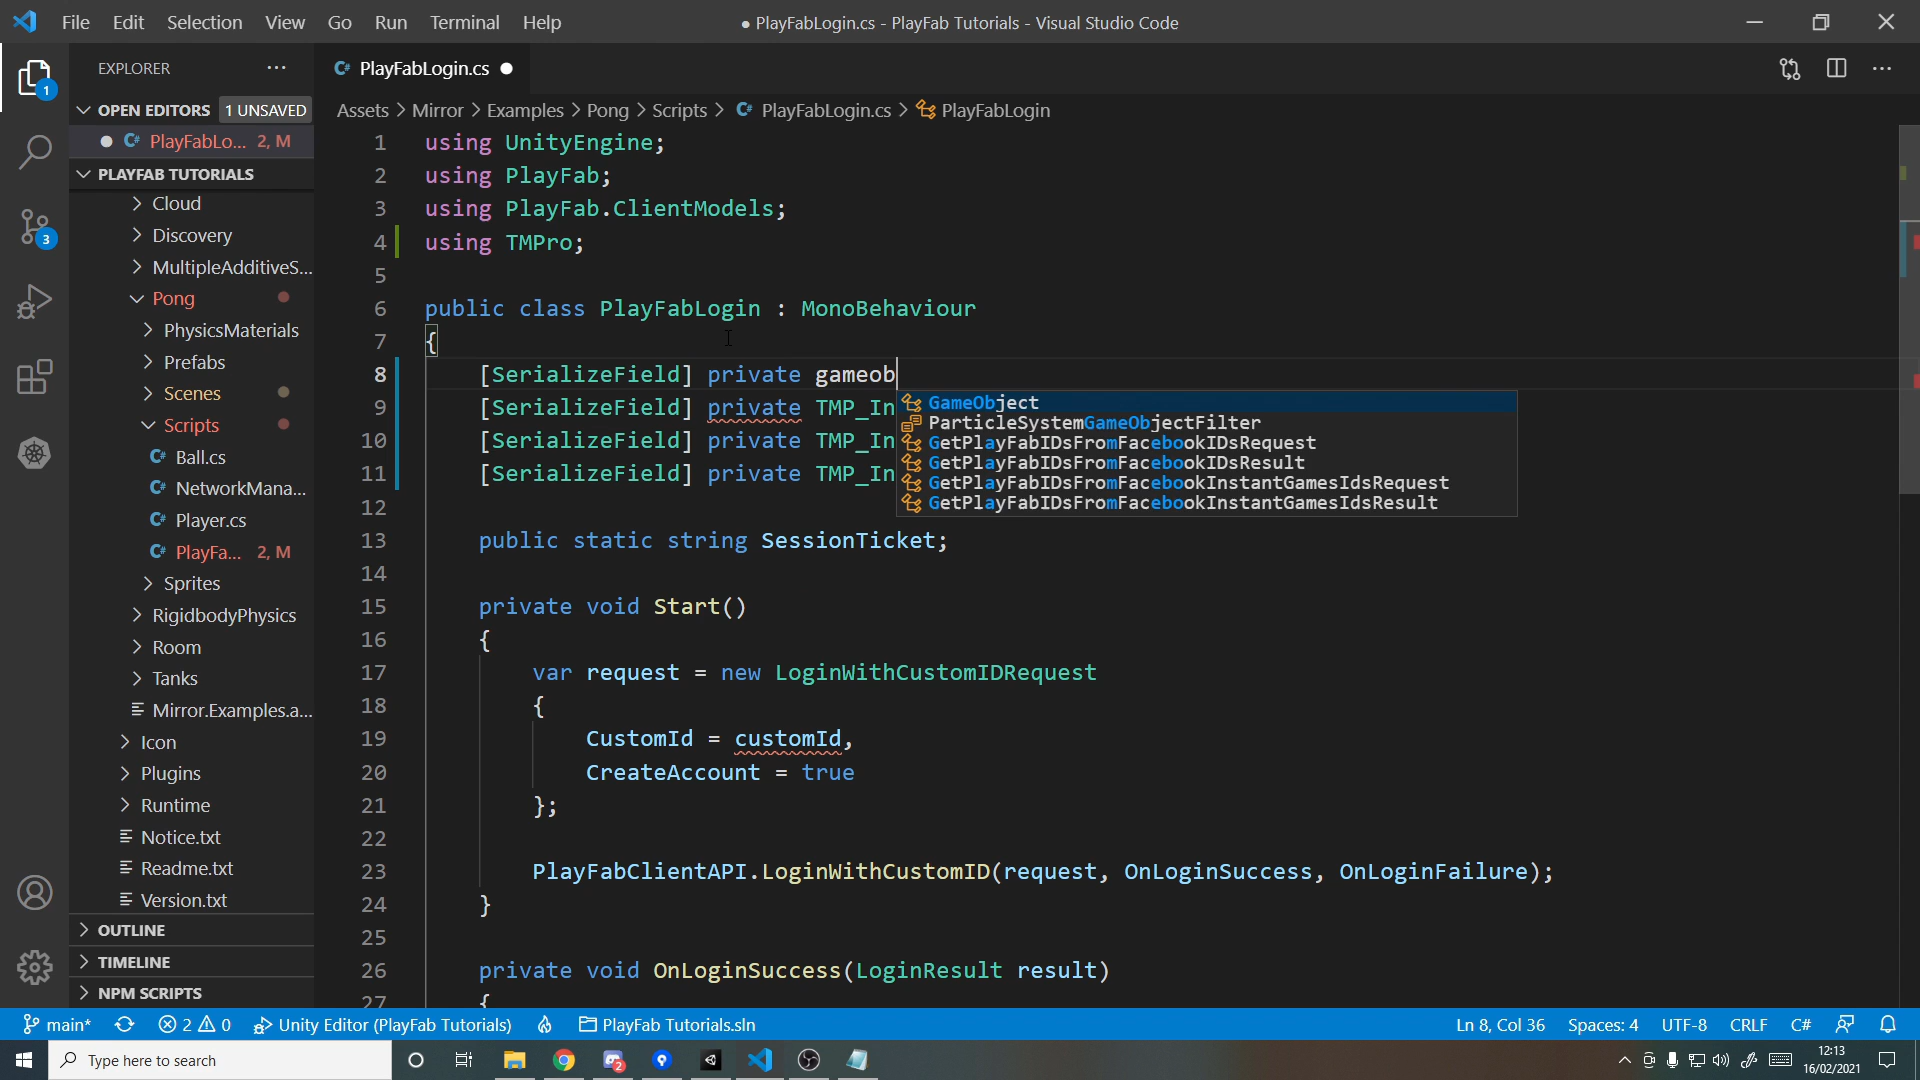 File Edit Selection View Go Run Terminal Help
● PlayFabLogin.cs - PlayFab Tutorials - Visual Studio Code
EXPLORER
PlayFabLogin.cs
OPEN EDITORS 1 UNSAVED
PlayFabLo... 2, M
PLAYFAB TUTORIALS
Cloud
Discovery
MultipleAdditiveS...
Pong
PhysicsMaterials
Prefabs
Scenes
Scripts
Ball.cs
NetworkMana...
Player.cs
PlayFa... 2, M
Sprites
RigidbodyPhysics
Room
Tanks
Mirror.Examples.a...
Icon
Plugins
Runtime
Notice.txt
Readme.txt
Version.txt
OUTLINE
TIMELINE
NPM SCRIPTS
Assets > Mirror > Examples > Pong > Scripts > PlayFabLogin.cs > PlayFabLogin
1 using UnityEngine;
2 using PlayFab;
3 using PlayFab.ClientModels;
4 using TMPro;
5
6 public class PlayFabLogin : MonoBehaviour
7 {
8 [SerializeField] private gameob
9 [SerializeField] private TMP_In
10 [SerializeField] private TMP_In
11 [SerializeField] private TMP_In
GameObject
ParticleSystemGameObjectFilter
GetPlayFabIDsFromFacebookIDsRequest
GetPlayFabIDsFromFacebookIDsResult
GetPlayFabIDsFromFacebookInstantGamesIdsRequest
GetPlayFabIDsFromFacebookInstantGamesIdsResult
12
13 public static string SessionTicket;
14
15 private void Start()
16 {
17 var request = new LoginWithCustomIDRequest
18 {
19 CustomId = customId,
20 CreateAccount = true
21 };
22
23 PlayFabClientAPI.LoginWithCustomID(request, OnLoginSuccess, OnLoginFailure);
24 }
25
26 private void OnLoginSuccess(LoginResult result)
27 {
1
3
main* 2 0 Unity Editor (PlayFab Tutorials) PlayFab Tutorials.sln
Ln 8, Col 36 Spaces: 4 UTF-8 CRLF C#
Type here to search
2
12:13
16/02/2021